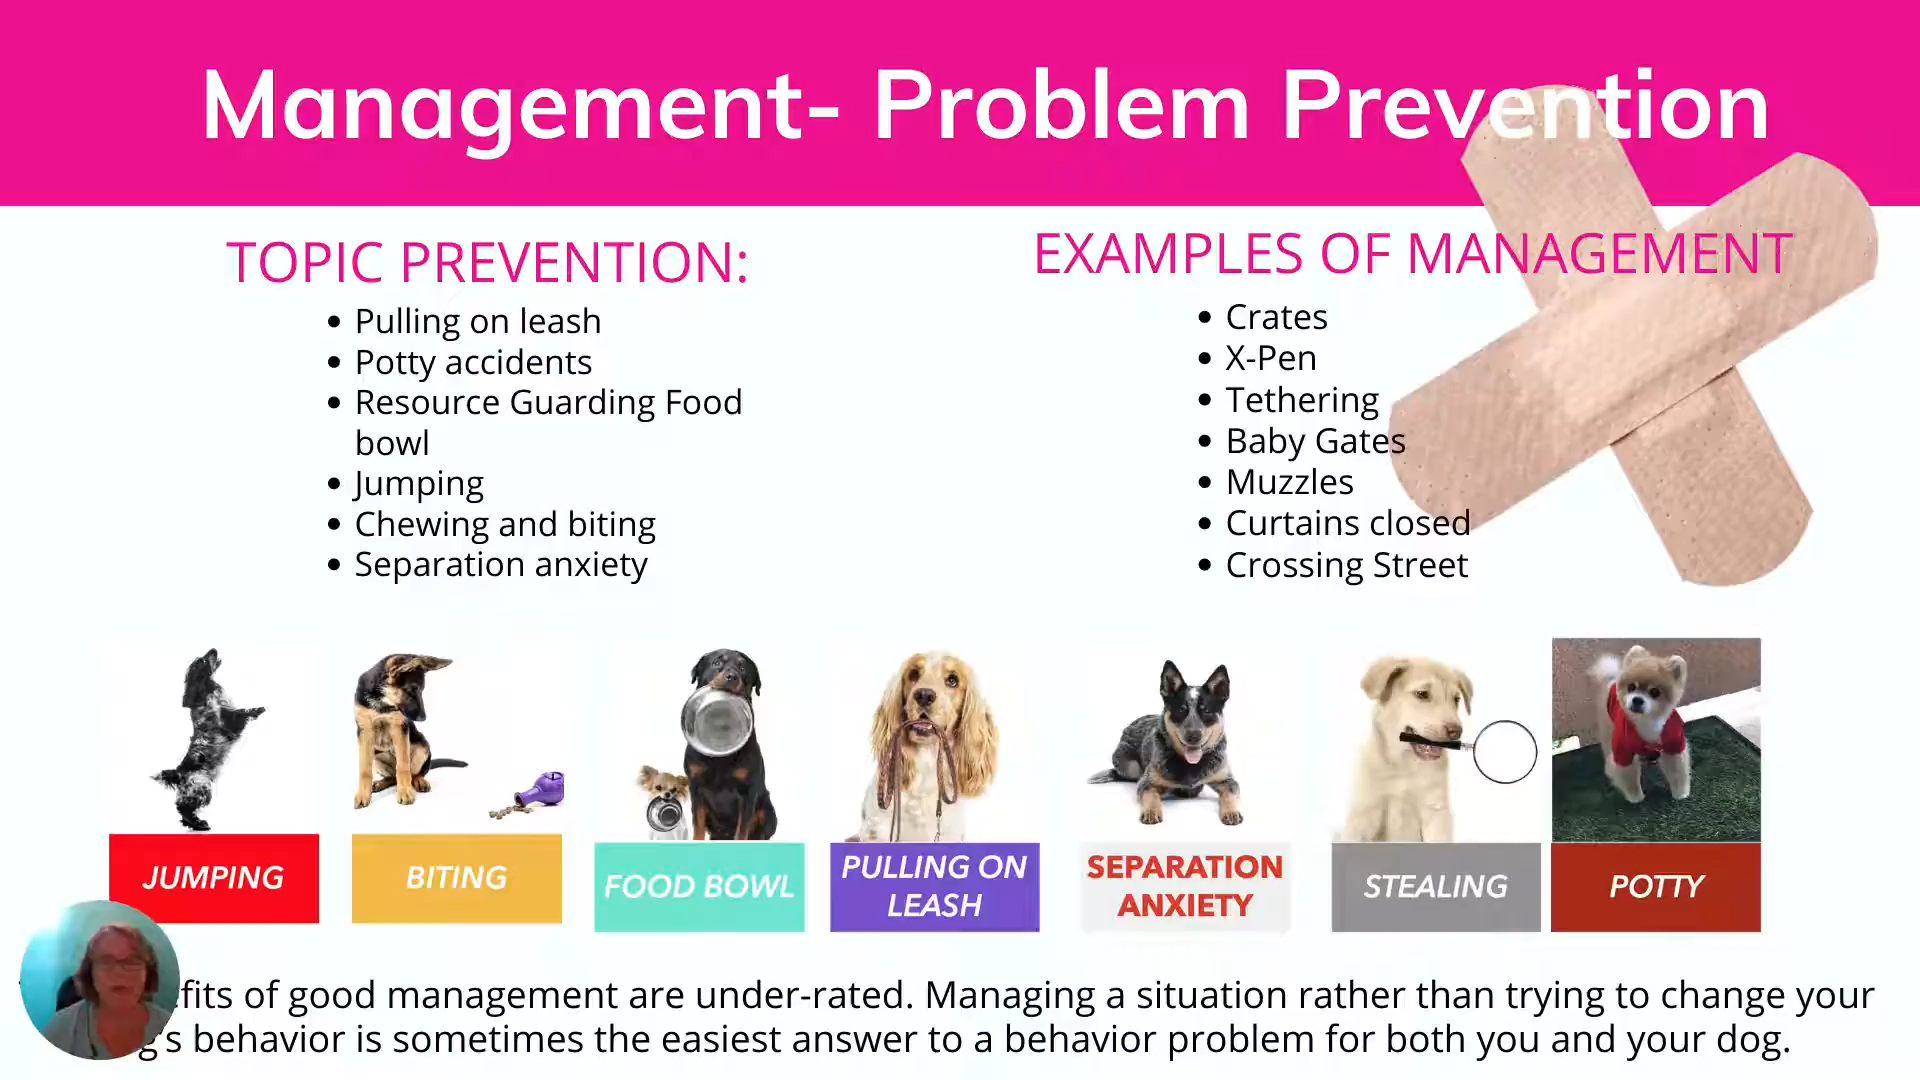 Management- Problem Prevention
TOPIC PREVENTION:
• Pulling on leash
• Potty accidents
• Resource Guarding Food
bowl
• Jumping
• Chewing and biting
• Separation anxiety
EXAMPLES OF MANAGEMENT
• Crates
• X-Pen
• Tethering
• Baby Gates
• Muzzles
• Curtains closed
• Crossing Street
JUMPING
BITING
FOOD BOWL
PULLING ON
LEASH
SEPARATION
ANXIETY
STEALING
POTTY
of good management are under-rated. Managing a situation rather than trying to change your
behavior is sometimes the easiest answer to a behavior problem for both you and your dog.